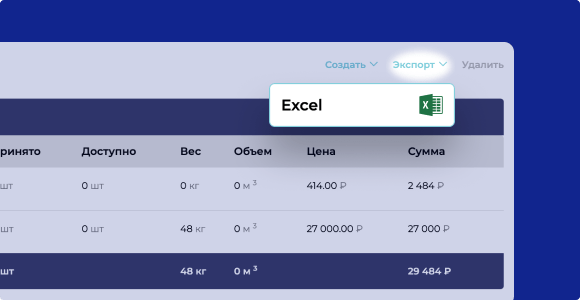 Создать Экспорт Удалить
Excel
ринято Доступно Вес Объем Цена Сумма
шт 0 шт 0 кг 0 м 3 414.00 ₽ 2 484 ₽
шт 0 шт 48 кг 0 м 3 27 000.00 ₽ 27 000 ₽
шт 48 кг 0 м 3 29 484 ₽